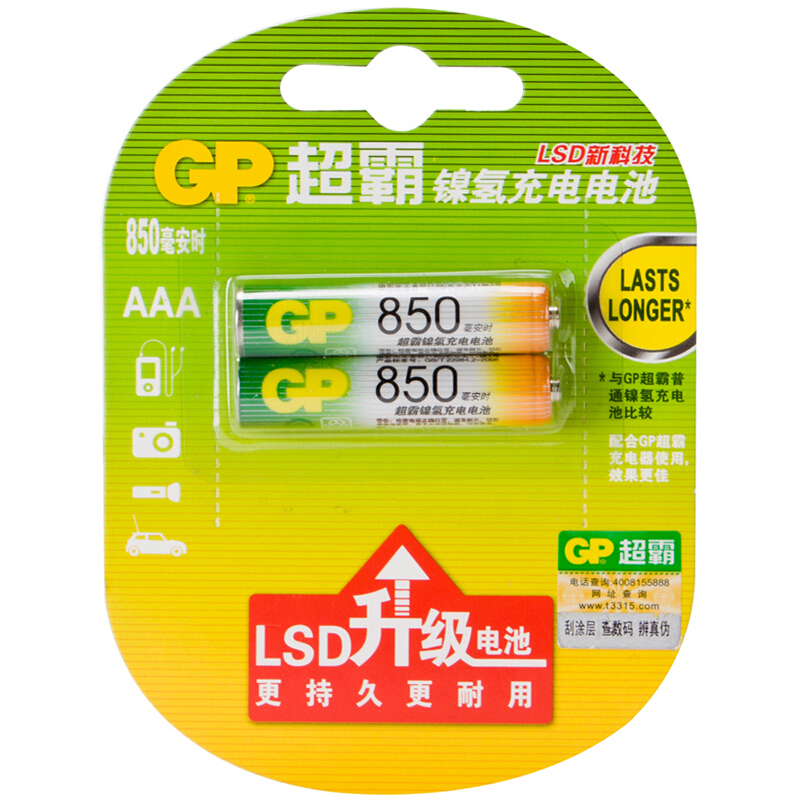 LSD新科技
GP超霸镍氢充电电池
850毫安时
AAA
LASTS
LONGER*
*与GP超霸普
通镍氢充电
池比较
配合GP超霸
充电器使用,
效果更佳
GP 850毫安时
超霸镍氢充电电池
GP 850毫安时
超霸镍氢充电电池
GP超霸
电话查询:4008155888
网址查询
www.t3315.com
刮涂层 查数码 辨真伪
LSD升级电池
更持久更耐用